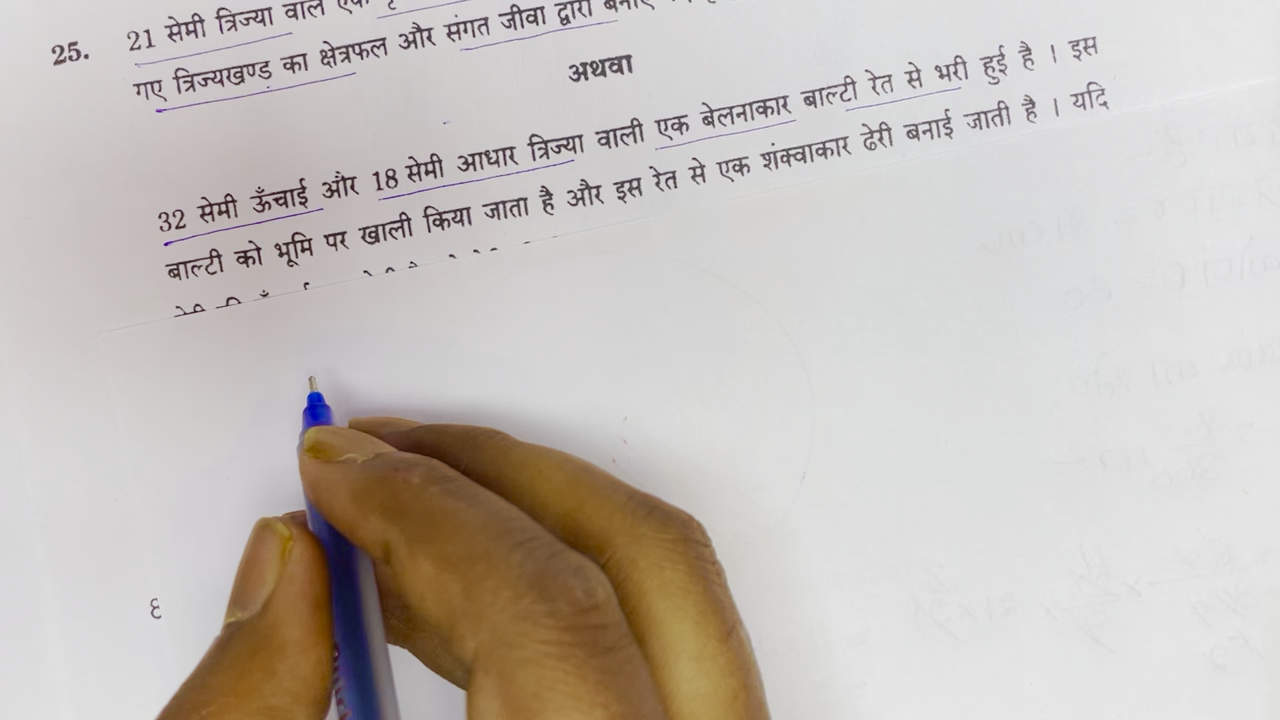 25. 21 सेमी त्रिज्या वाले एक
गए त्रिज्यखण्ड का क्षेत्रफल और संगत जीवा द्वारा
अथवा
32 सेमी ऊँचाई और 18 सेमी आधार त्रिज्या वाली एक बेलनाकार बाल्टी रेत से भरी हुई है । इस
बाल्टी को भूमि पर खाली किया जाता है और इस रेत से एक शंक्वाकार ढेरी बनाई जाती है । यदि